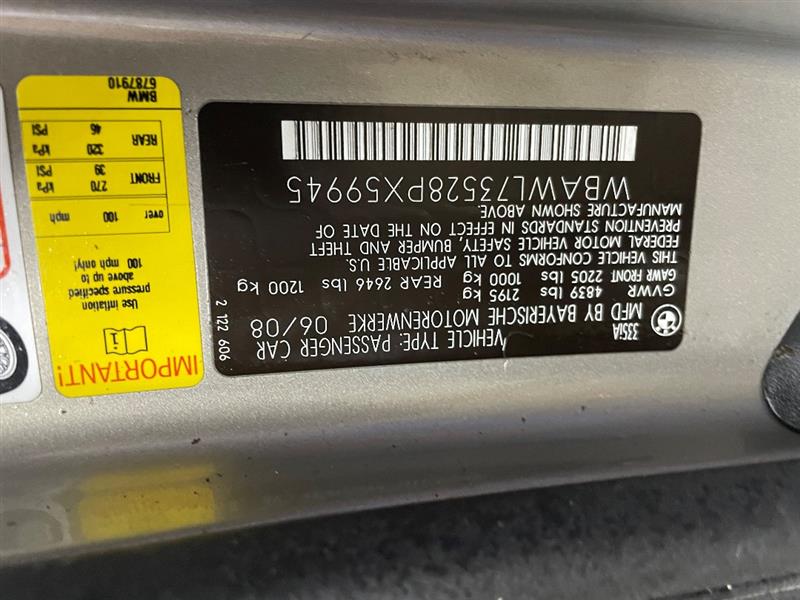 335iA
VEHICLE TYPE: PASSENGER CAR
MFD BY BAYERISCHE MOTORENWERKE 06/08
GVWR 4839 lbs 2195 kg
GAWR FRONT 2205 lbs 1000 kg REAR 2646 lbs 1200 kg
THIS VEHICLE CONFORMS TO ALL APPLICABLE U.S.
FEDERAL MOTOR VEHICLE SAFETY, BUMPER AND THEFT
PREVENTION STANDARDS IN EFFECT ON THE DATE OF
MANUFACTURE SHOWN ABOVE.
WBAWL73528PX59945
2 122 606
IMPORTANT!
i
Use inflation
pressure specified
above up to
100 mph only!
over 100 mph
FRONT 270 kPa
39 PSI
REAR 320 kPa
46 PSI
BMW
6787910